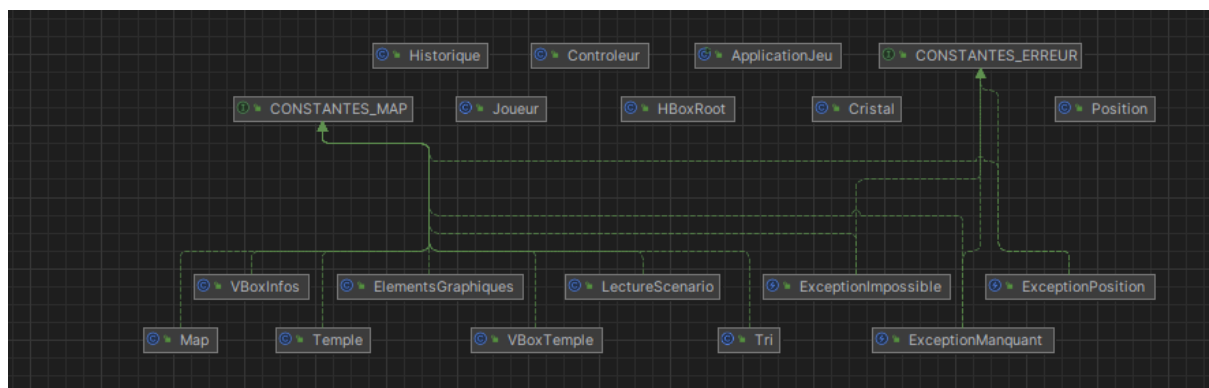 Historique Controleur ApplicationJeu CONSTANTES_ERREUR
CONSTANTES_MAP Joueur HBoxRoot Cristal Position
VBoxInfos ElementsGraphiques LectureScenario ExceptionImpossible ExceptionPosition
Map Temple VBoxTemple Tri ExceptionManquant